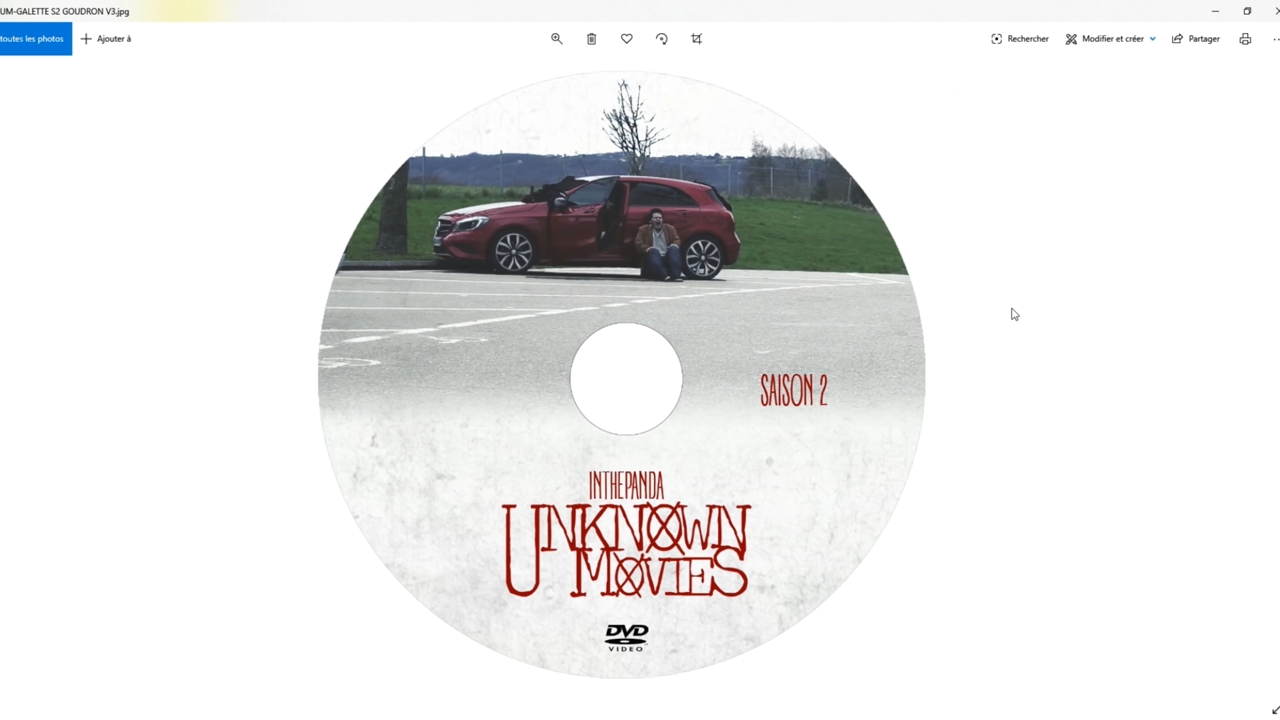 UM-GALETTE S2 GOUDRON V3.jpg
toutes les photos
Ajouter à
Rechercher
Modifier et créer
Partager
SAISON 2
INTHEPANDA
UNKNOWN
MOVIES
DVD
VIDEO